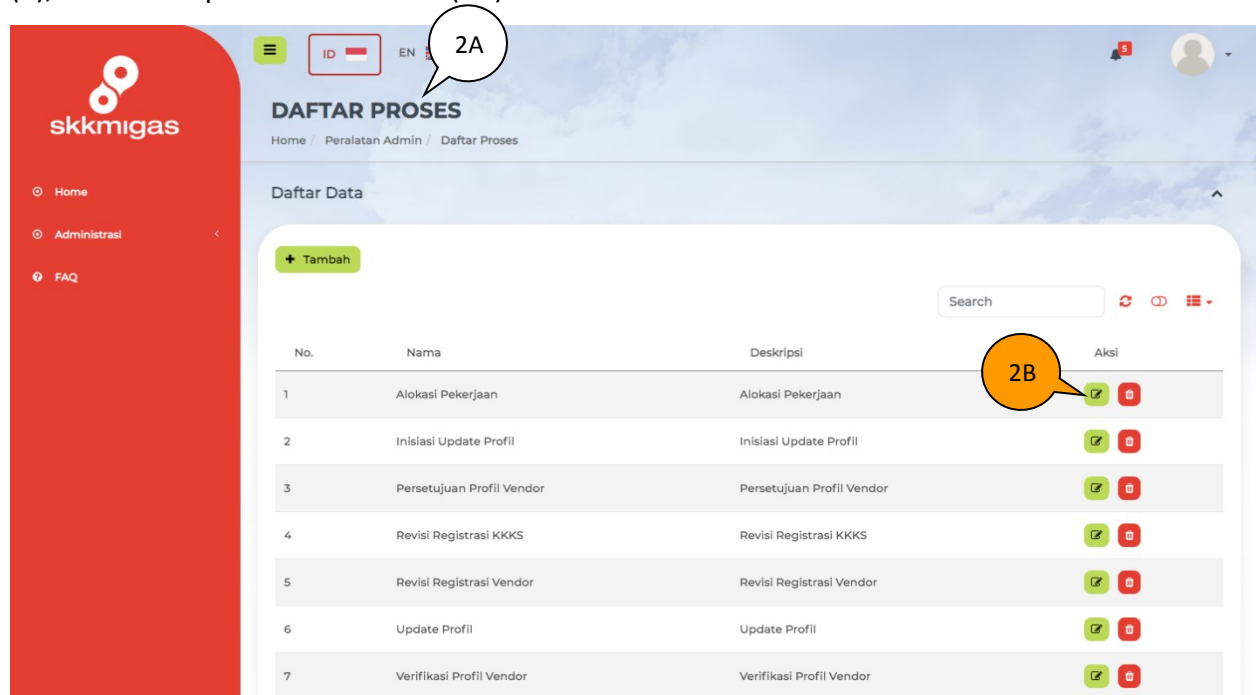 2A
ID
EN
5
skkmigas
DAFTAR PROSES
Home / Peralatan Admin / Daftar Proses
Home
Administrasi
FAQ
Daftar Data
+ Tambah
Search
No. Nama Deskripsi Aksi
2B
1 Alokasi Pekerjaan Alokasi Pekerjaan
2 Inisiasi Update Profil Inisiasi Update Profil
3 Persetujuan Profil Vendor Persetujuan Profil Vendor
4 Revisi Registrasi KKKS Revisi Registrasi KKKS
5 Revisi Registrasi Vendor Revisi Registrasi Vendor
6 Update Profil Update Profil
7 Verifikasi Profil Vendor Verifikasi Profil Vendor